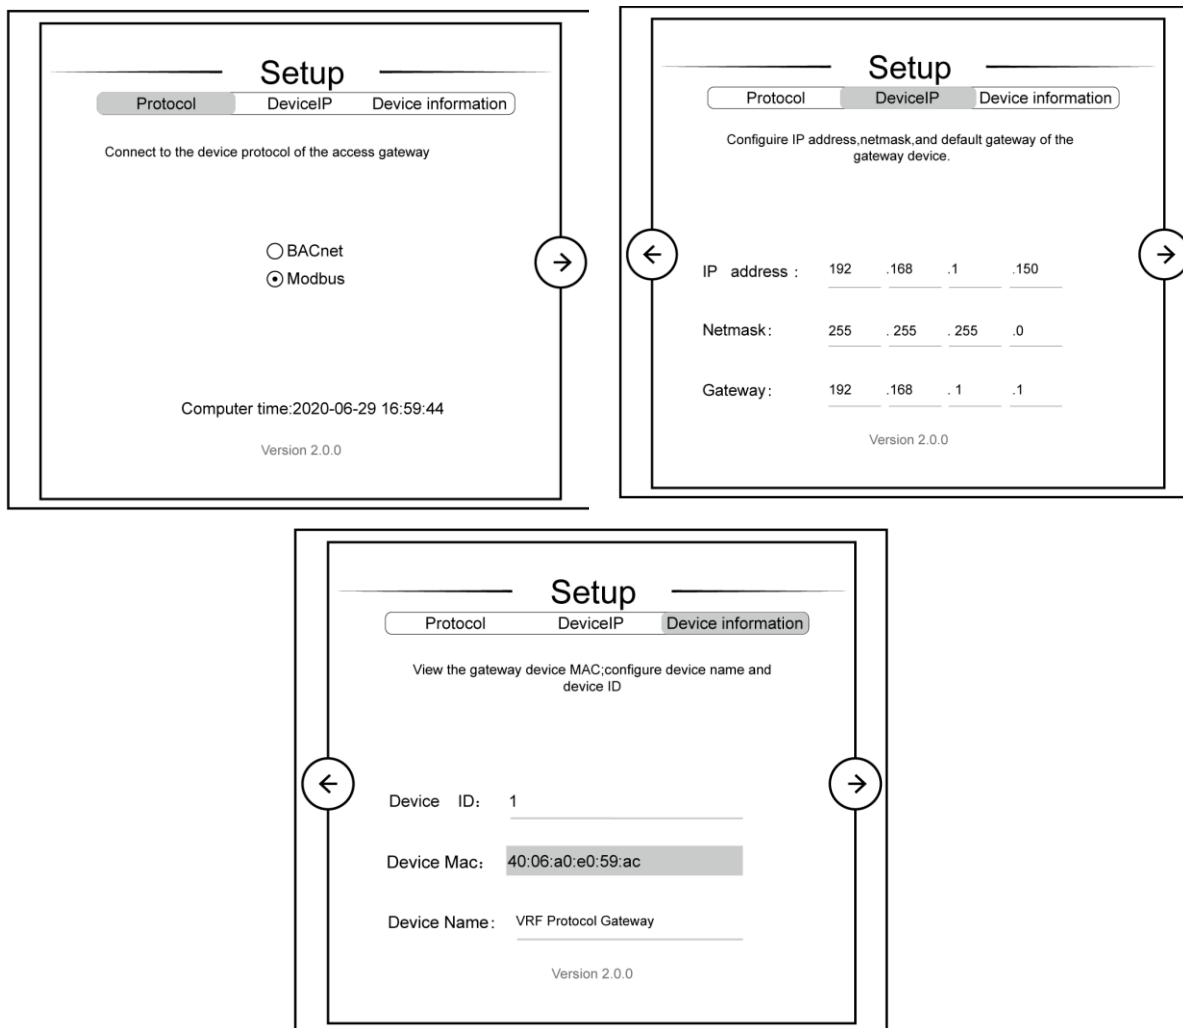 Setup
Protocol DeviceIP Device information
Connect to the device protocol of the access gateway
BACnet
Modbus
Computer time:2020-06-29 16:59:44
Version 2.0.0
Setup
Protocol DeviceIP Device information
Configuire IP address,netmask,and default gateway of the
gateway device.
IP address : 192 .168 .1 .150
Netmask: 255 . 255 . 255 .0
Gateway: 192 .168 . 1 .1
Version 2.0.0
Setup
Protocol DeviceIP Device information
View the gateway device MAC;configure device name and
device ID
Device ID: 1
Device Mac: 40:06:a0:e0:59:ac
Device Name: VRF Protocol Gateway
Version 2.0.0